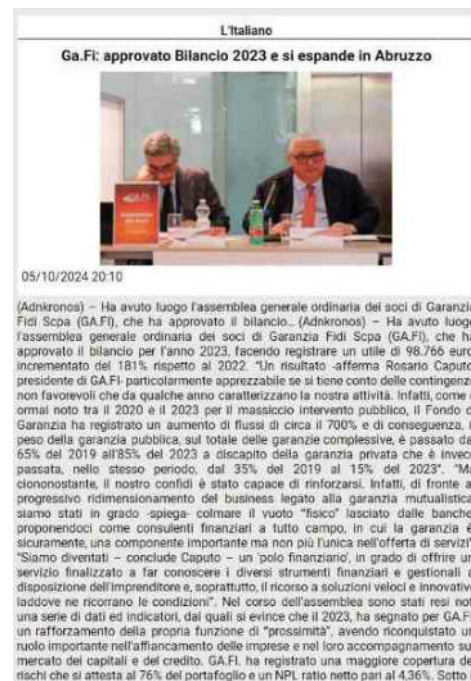 L'Italiano
Ga.Fi: approvato Bilancio 2023 e si espande in Abruzzo
05/10/2024 20:10
(Adnkronos) – Ha avuto luogo l'assemblea generale ordinaria dei soci di Garanzia
Fidi Scpa (GA.FI), che ha approvato il bilancio... (Adnkronos) – Ha avuto luogo
l'assemblea generale ordinaria dei soci di Garanzia Fidi Scpa (GA.FI), che ha
approvato il bilancio per l'anno 2023, facendo registrare un utile di 98.766 euro,
incrementato del 181% rispetto al 2022. "Un risultato -afferma Rosario Caputo,
presidente di GA.FI- particolarmente apprezzabile se si tiene conto delle contingenze
non favorevoli che da qualche anno caratterizzano la nostra attività. Infatti, come è
ormai noto tra il 2020 e il 2023 per il massiccio intervento pubblico, il Fondo
Garanzia ha registrato un aumento di flussi di circa il 700% e di conseguenza, il
peso della garanzia pubblica, sul totale delle garanzie complessive, è passato dal
65% del 2019 all'85% del 2023 a discapito della garanzia privata che è invece
passata, nello stesso periodo, dal 35% del 2019 al 15% del 2023". "Ma
ciononostante, il nostro confidi è stato capace di rinforzarsi. Infatti, di fronte al
progressivo ridimensionamento del business legato alla garanzia mutualistica
siamo stati in grado -spiega- colmare il vuoto "fisico" lasciato dalle banche,
proponendoci come consulenti finanziari a tutto campo, in cui la garanzia è,
sicuramente, una componente importante ma non più l'unica nell'offerta di servizi"
"Siamo diventati – conclude Caputo – un 'polo finanziario', in grado di offrire un
servizio finalizzato a far conoscere i diversi strumenti finanziari e gestionali a
disposizione dell'imprenditore e, soprattutto, il ricorso a soluzioni veloci e innovative
laddove ne ricorrano le condizioni". Nel corso dell'assemblea sono stati resi noti
una serie di dati ed indicatori, dai quali si evince che il 2023, ha segnato per GA.FI.
un rafforzamento della propria funzione di "prossimità", avendo riconquistato un
ruolo importante nell'affiancamento delle imprese e nel loro accompagnamento sul
mercato dei capitali e del credito. GA.FI. ha registrato una maggiore copertura dei
rischi che si attesta al 76% del portafoglio e un NPL ratio netto pari al 4,36%. Sotto il